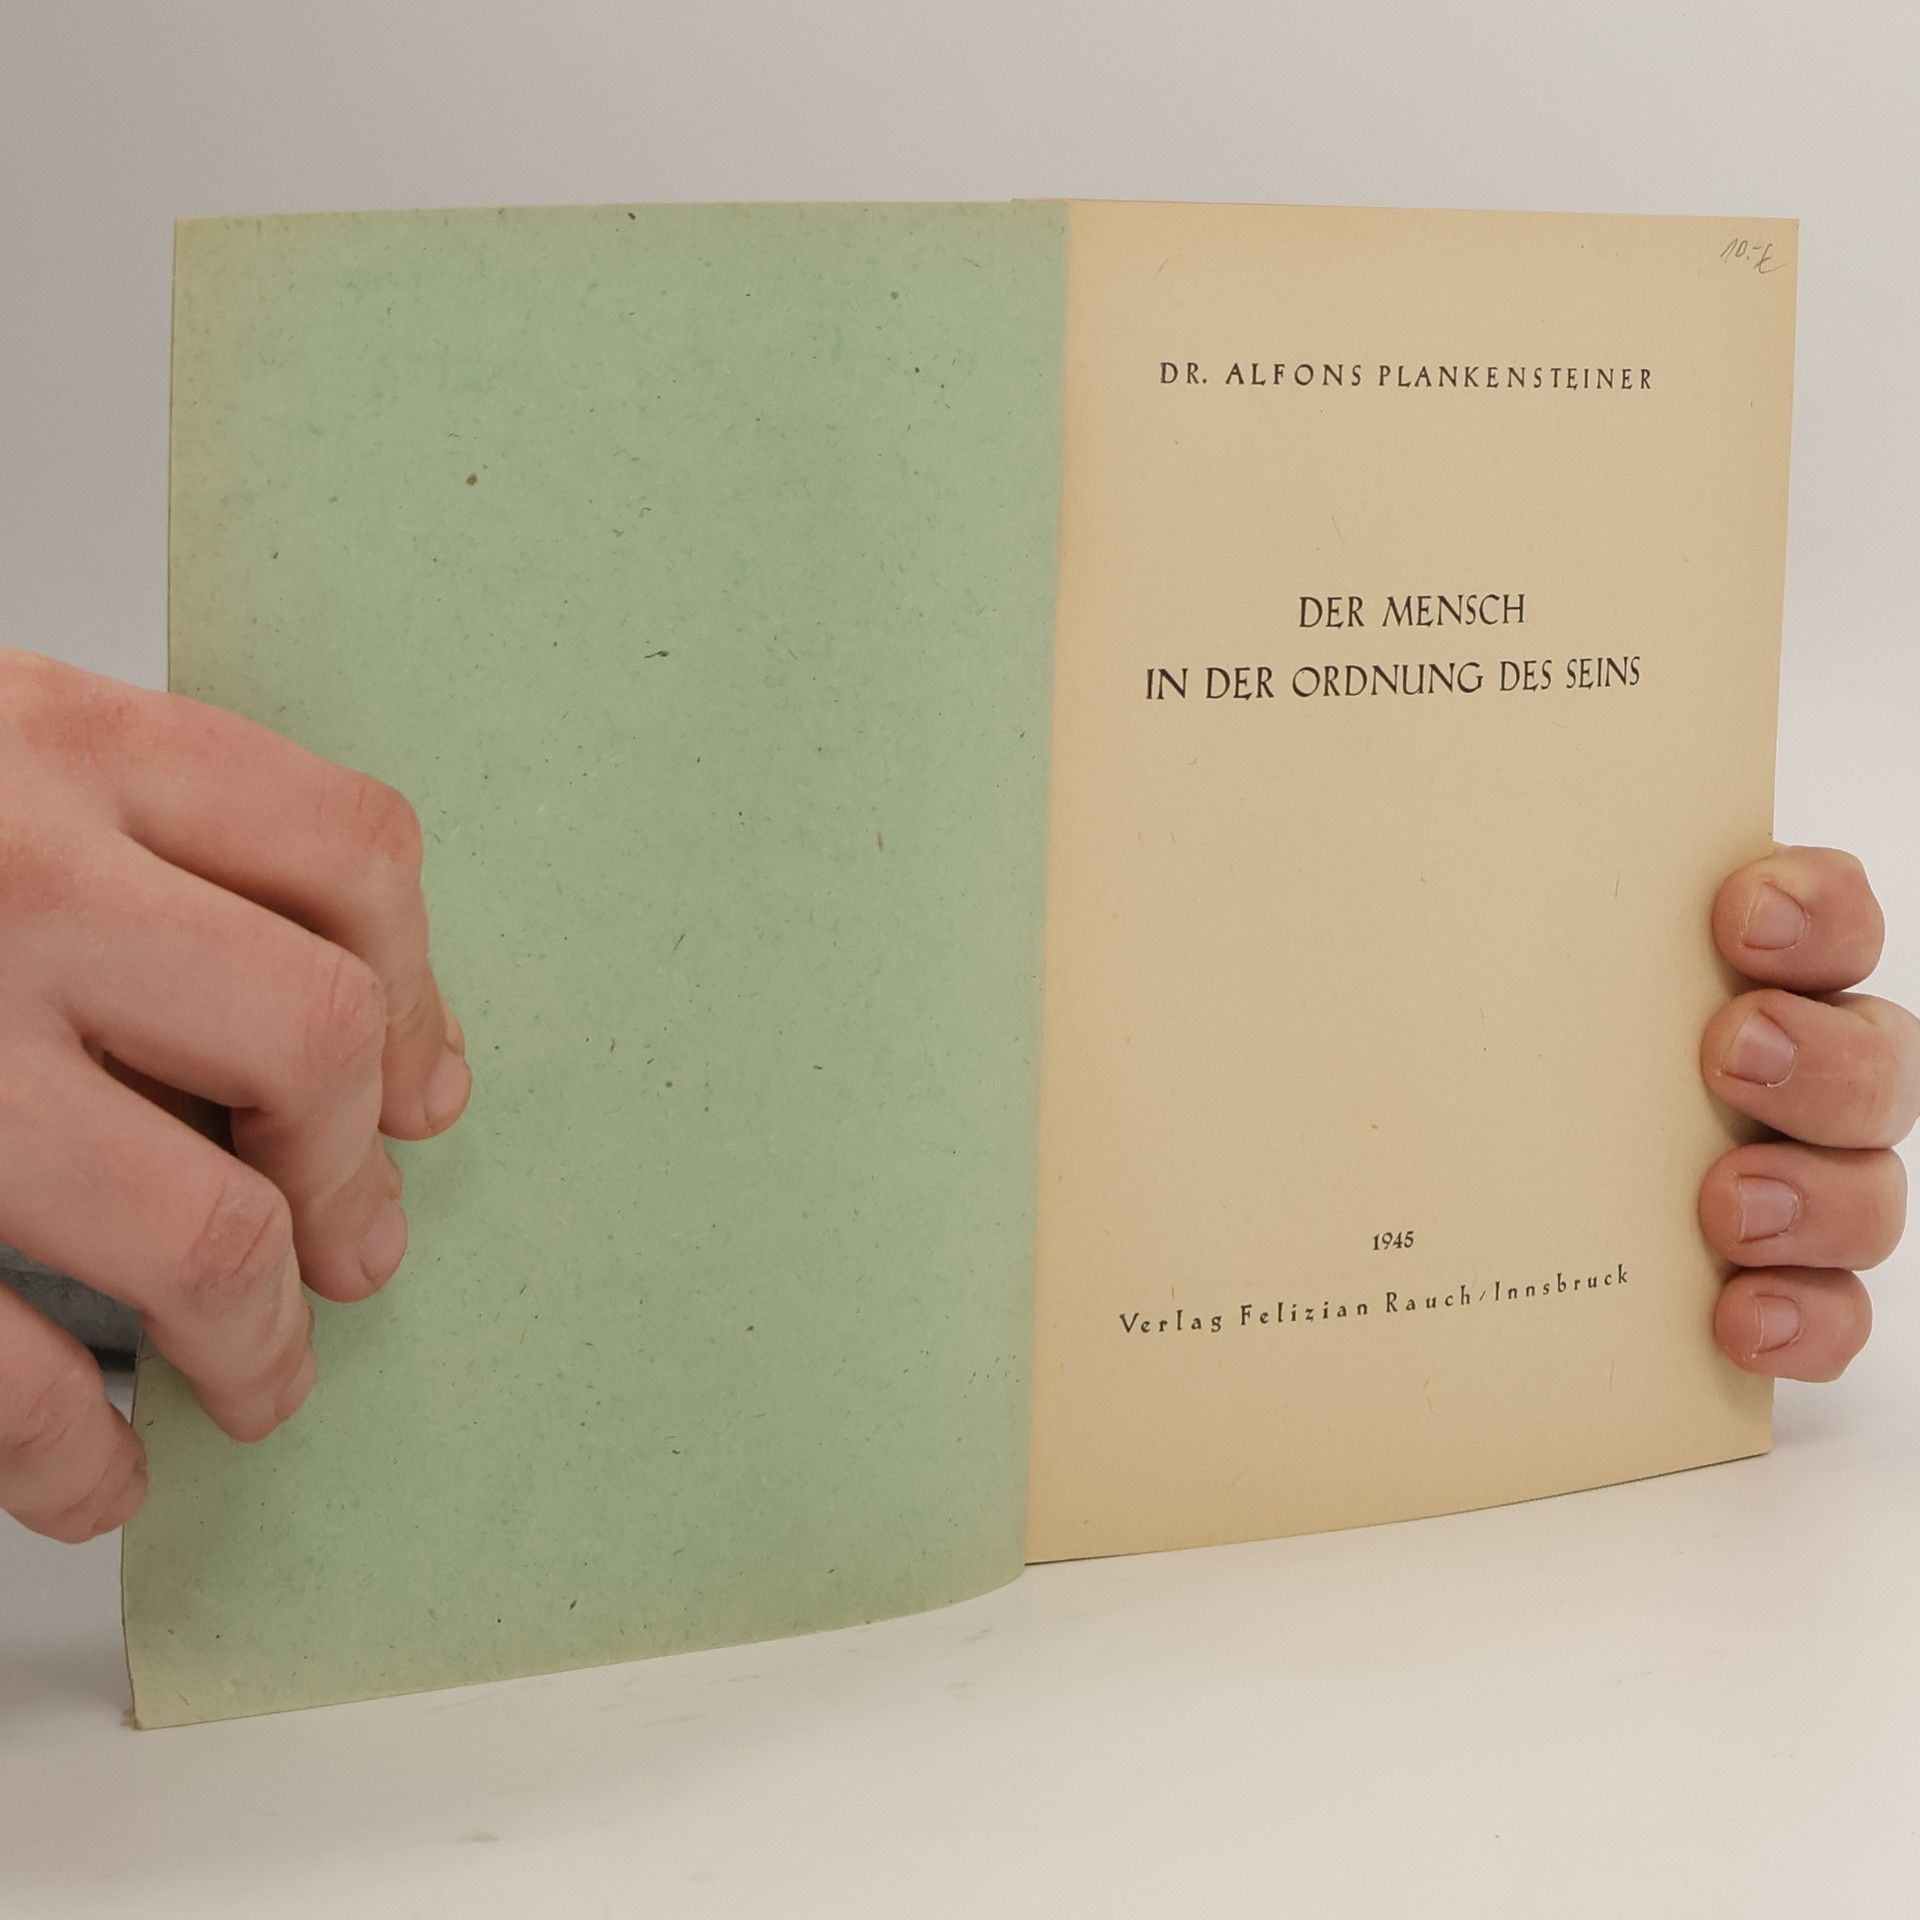 10.-€
DR. ALFONS PLANKENSTEINER
DER MENSCH
IN DER ORDNUNG DES SEINS
1945
Verlag Felizian Rauch/Innsbruck